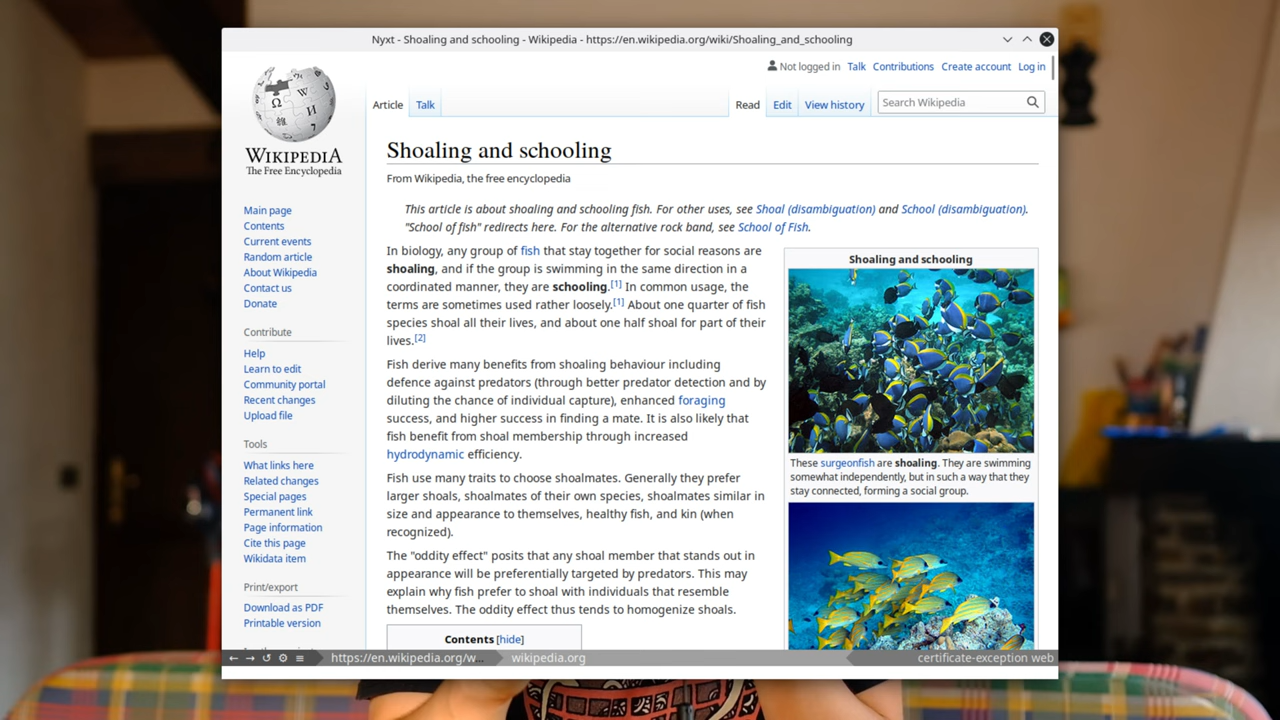 Nyxt - Shoaling and schooling - Wikipedia - https://en.wikipedia.org/wiki/Shoaling_and_schooling
Not logged in Talk Contributions Create account Log in
Article Talk Read Edit View history Search Wikipedia
WIKIPEDIA
The Free Encyclopedia
Main page
Contents
Current events
Random article
About Wikipedia
Contact us
Donate
Contribute
Help
Learn to edit
Community portal
Recent changes
Upload file
Tools
What links here
Related changes
Special pages
Permanent link
Page information
Cite this page
Wikidata item
Print/export
Download as PDF
Printable version
Shoaling and schooling
From Wikipedia, the free encyclopedia
This article is about shoaling and schooling fish. For other uses, see Shoal (disambiguation) and School (disambiguation).
"School of fish" redirects here. For the alternative rock band, see School of Fish.
In biology, any group of fish that stay together for social reasons are
shoaling, and if the group is swimming in the same direction in a
coordinated manner, they are schooling.[1] In common usage, the
terms are sometimes used rather loosely.[1] About one quarter of fish
species shoal all their lives, and about one half shoal for part of their
lives.[2]
Fish derive many benefits from shoaling behaviour including
defence against predators (through better predator detection and by
diluting the chance of individual capture), enhanced foraging
success, and higher success in finding a mate. It is also likely that
fish benefit from shoal membership through increased
hydrodynamic efficiency.
Fish use many traits to choose shoalmates. Generally they prefer
larger shoals, shoalmates of their own species, shoalmates similar in
size and appearance to themselves, healthy fish, and kin (when
recognized).
The "oddity effect" posits that any shoal member that stands out in
appearance will be preferentially targeted by predators. This may
explain why fish prefer to shoal with individuals that resemble
themselves. The oddity effect thus tends to homogenize shoals.
Contents [hide]
Shoaling and schooling
These surgeonfish are shoaling. They are swimming
somewhat independently, but in such a way that they
stay connected, forming a social group.
https://en.wikipedia.org/w... wikipedia.org certificate-exception web